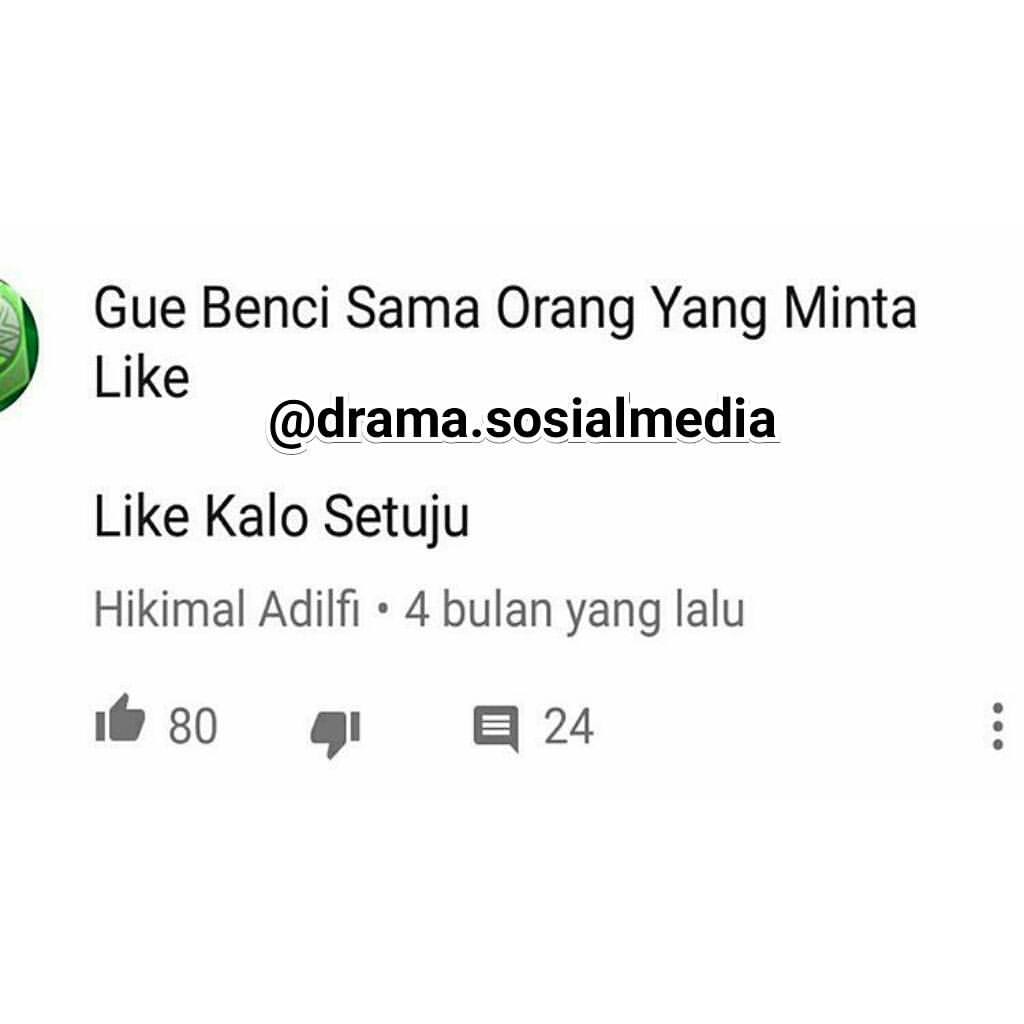 Gue Benci Sama Orang Yang Minta
Like
@drama.sosialmedia
Like Kalo Setuju
Hikimal Adilfi • 4 bulan yang lalu
80 24